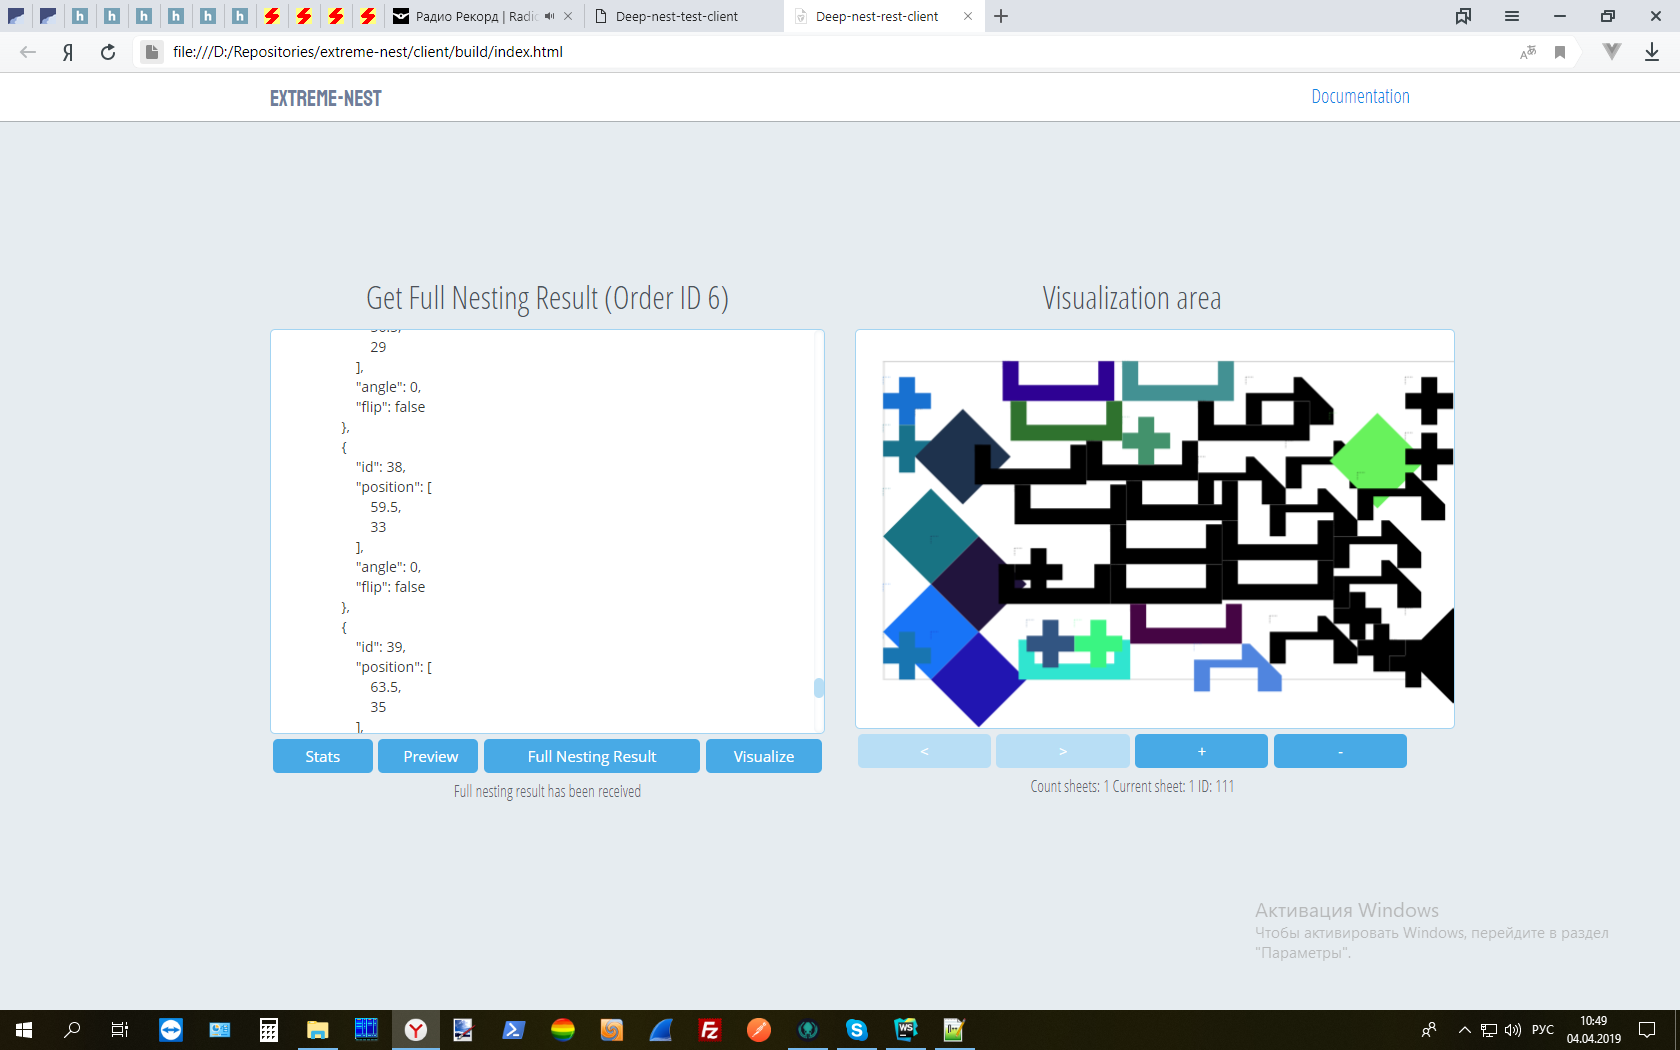 Радио Рекорд | Radi
Deep-nest-test-client
Deep-nest-rest-client
file:///D:/Repositories/extreme-nest/client/build/index.html
EXTREME-NEST
Documentation
Get Full Nesting Result (Order ID 6)
Visualization area
29
],
"angle": 0,
"flip": false
},
{
"id": 38,
"position": [
59.5,
33
],
"angle": 0,
"flip": false
},
{
"id": 39,
"position": [
63.5,
35
],
Stats
Preview
Full Nesting Result
Visualize
<
>
+
-
Full nesting result has been received
Count sheets: 1 Current sheet: 1 ID: 111
Активация Windows
Чтобы активировать Windows, перейдите в раздел
"Параметры".
РУС
10:49
04.04.2019